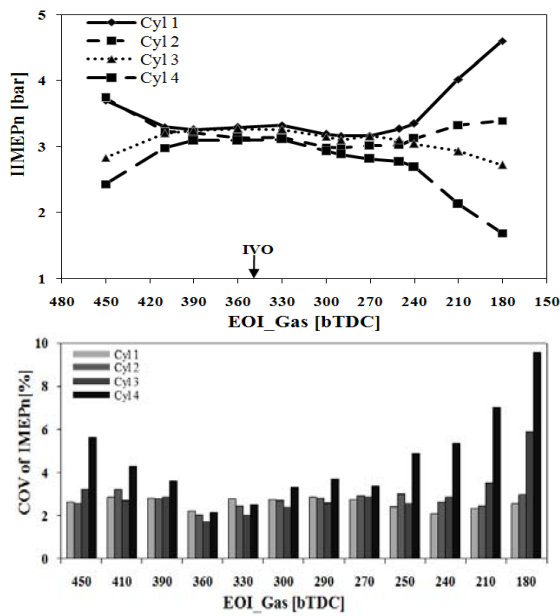 5
4
3
2
1
IIMEPn [bar]
Cyl 1
Cyl 2
Cyl 3
Cyl 4
IVO
480 450 420 390 360 330 300 270 240 210 180 150
EOI_Gas [bTDC]
10
8
6
4
2
0
COV of IMEPn[%]
Cyl 1
Cyl 2
Cyl 3
Cyl 4
450 410 390 360 330 300 290 270 250 240 210 180
EOI_Gas [bTDC]